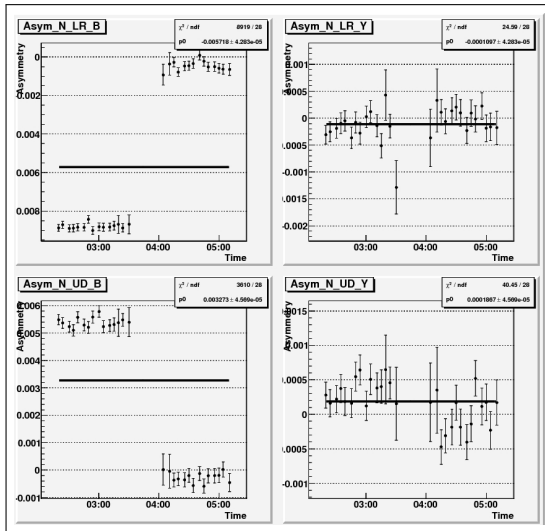 Asym_N_LR_B
χ² / ndf 8919 / 28
p0 -0.005718 ± 4.283e-05
Asymmetry
0
0.002
0.004
0.006
0.008
03:00 04:00 05:00
Time
Asym_N_LR_Y
χ² / ndf 24.59 / 28
p0 -0.0001097 ± 4.283e-05
Asymmetry
0.001
0.0005
0
-0.0005
-0.001
-0.0015
-0.002
03:00 04:00 05:00
Time
Asym_N_UD_B
χ² / ndf 3610 / 28
p0 0.003273 ± 4.569e-05
Asymmetry
0.006
0.005
0.004
0.003
0.002
0.001
0
-0.001
03:00 04:00 05:00
Time
Asym_N_UD_Y
χ² / ndf 40.45 / 28
p0 0.0001867 ± 4.569e-05
Asymmetry
0.001
0.0005
0
-0.0005
-0.001
03:00 04:00 05:00
Time